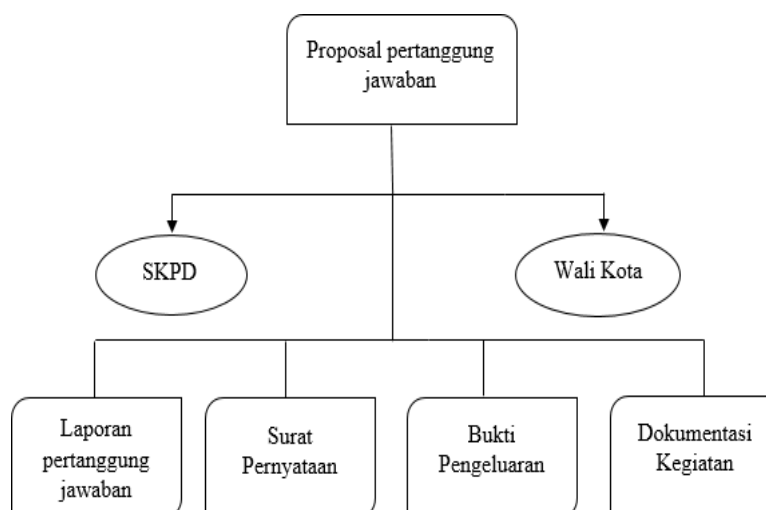 Proposal pertanggung
jawaban
SKPD
Wali Kota
Laporan
pertanggung
jawaban
Surat
Pernyataan
Bukti
Pengeluaran
Dokumentasi
Kegiatan